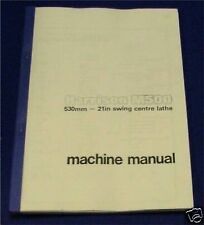 Harrison M500
530mm – 21in swing centre lathe
machine manual